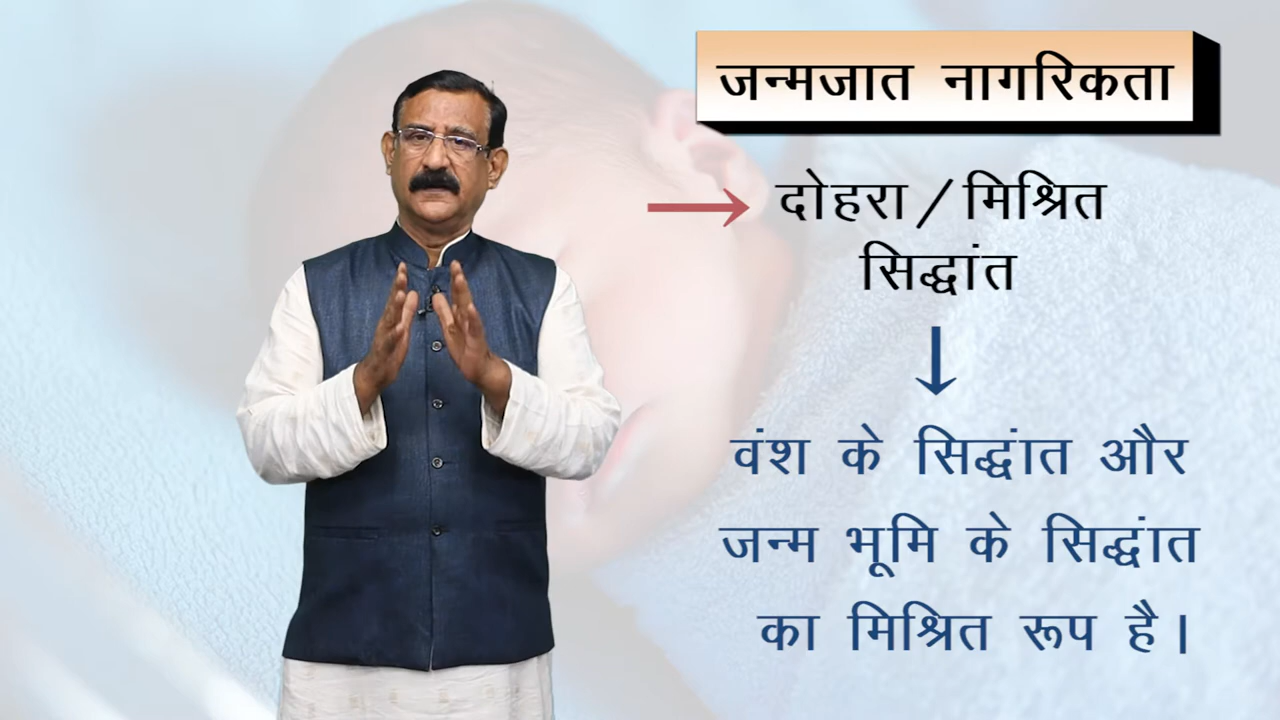 जन्मजात नागरिकता
दोहरा/मिश्रित
सिद्धांत
वंश के सिद्धांत और
जन्म भूमि के सिद्धांत
का मिश्रित रूप है।